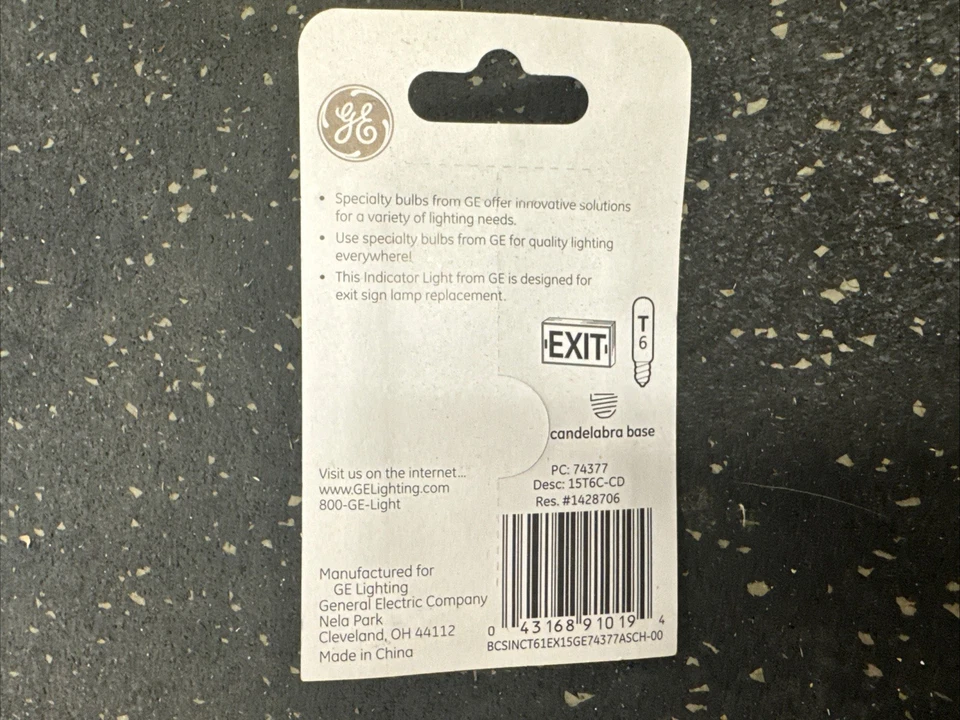 GE
• Specialty bulbs from GE offer innovative solutions
for a variety of lighting needs.
• Use specialty bulbs from GE for quality lighting
everywhere!
• This Indicator Light from GE is designed for
exit sign lamp replacement.
EXIT
T
6
candelabra base
PC: 74377
Desc: 15T6C-CD
Res. #1428706
Visit us on the internet...
www.GELighting.com
800-GE-Light
Manufactured for
GE Lighting
General Electric Company
Nela Park
Cleveland, OH 44112
Made in China
0 43168 91019 4
BCSINCT61EX15GE74377ASCH-00